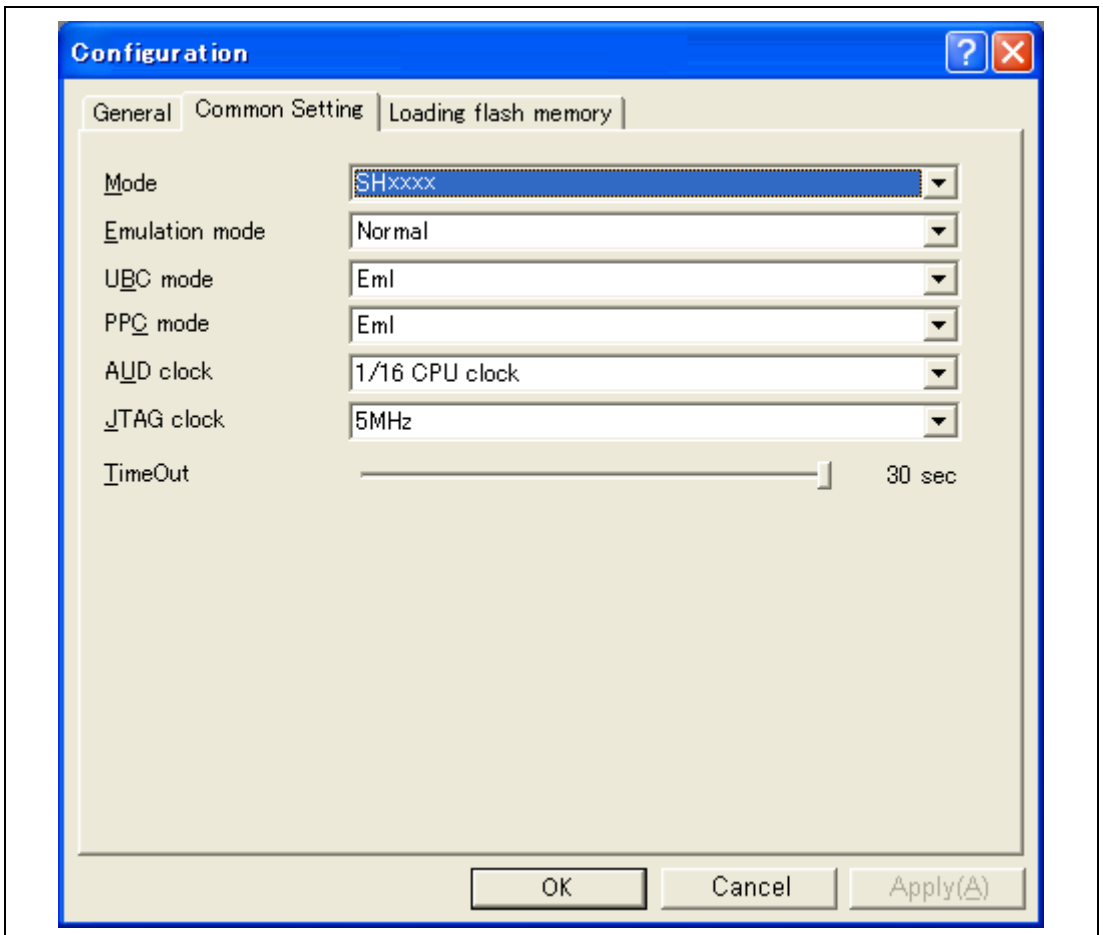 Configuration
General Common Setting Loading flash memory
Mode SHxxxx
Emulation mode Normal
UBC mode Eml
PPC mode Eml
AUD clock 1/16 CPU clock
JTAG clock 5MHz
TimeOut 30 sec
OK Cancel Apply(A)